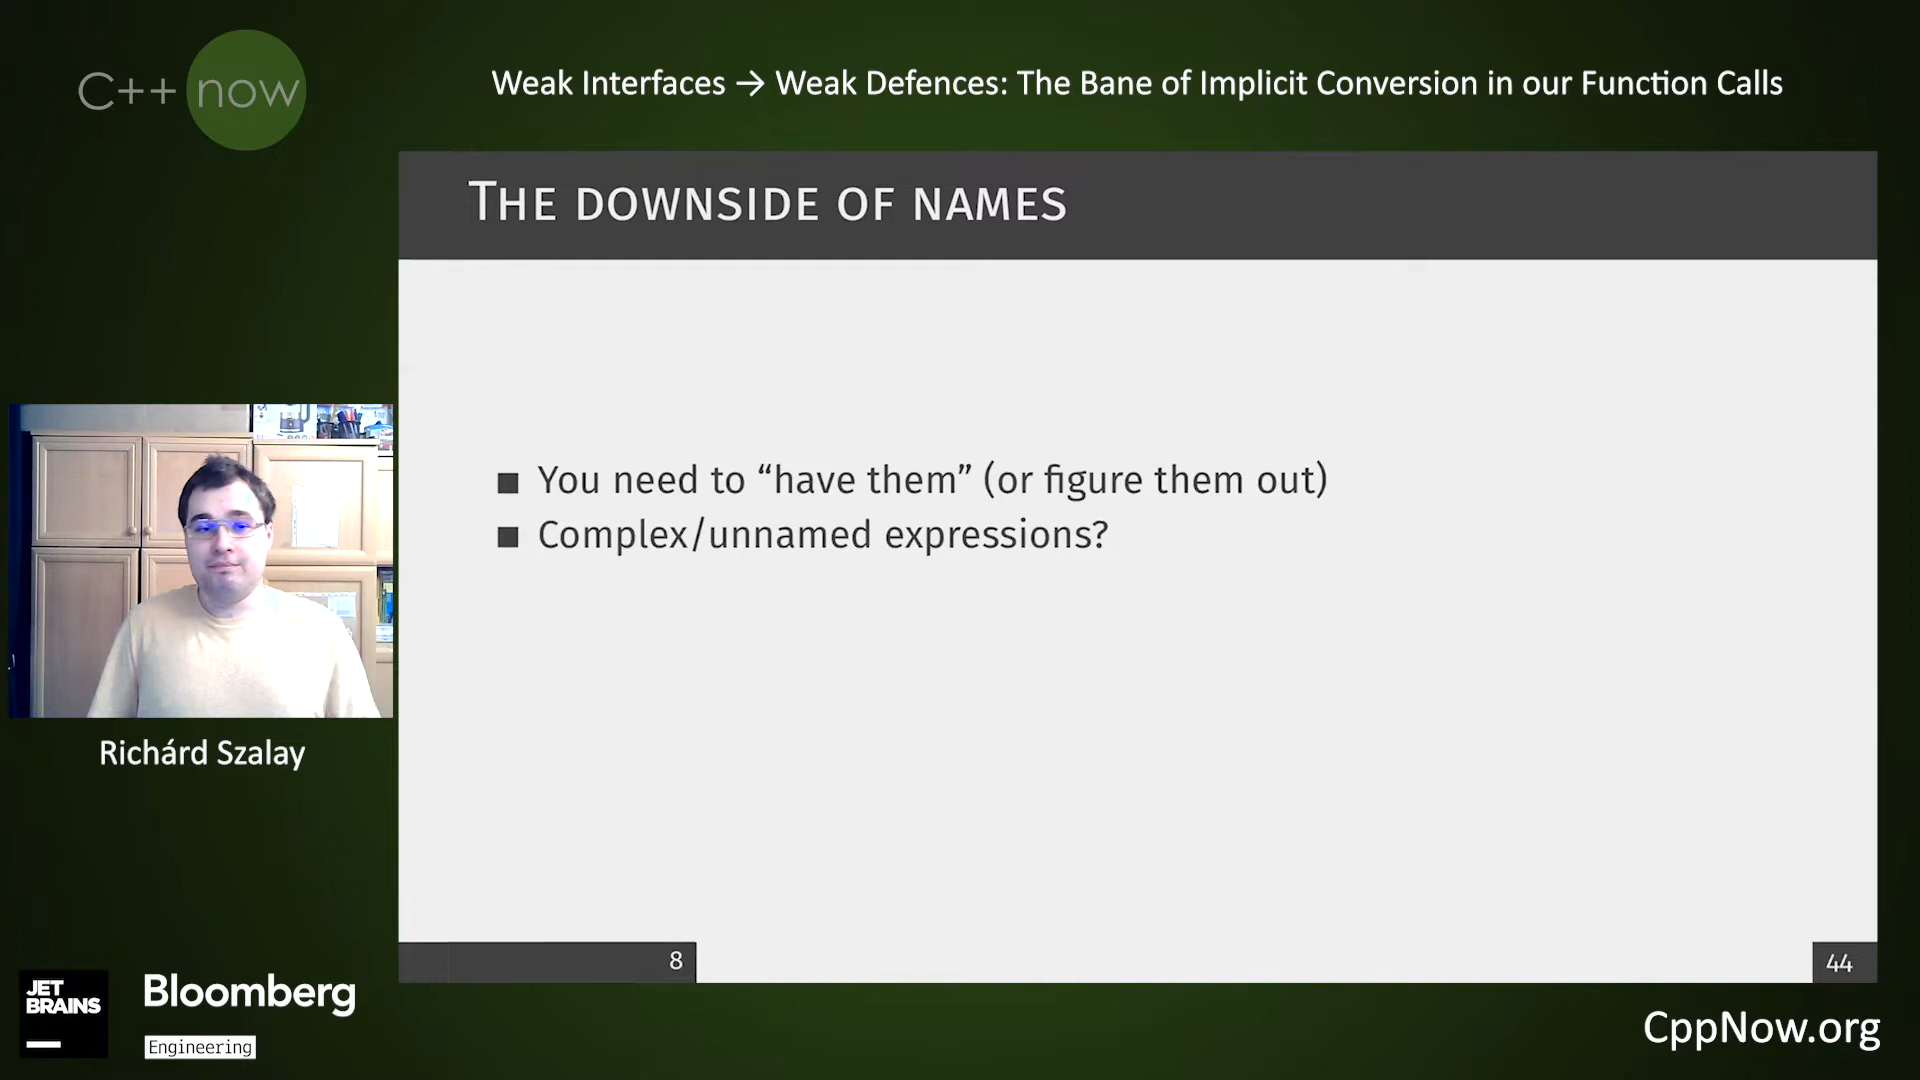 C++ now
Weak Interfaces → Weak Defences: The Bane of Implicit Conversion in our Function Calls
THE DOWNSIDE OF NAMES
■ You need to “have them” (or figure them out)
■ Complex/unnamed expressions?
Richárd Szalay
8
44
JET
BRAINS
Bloomberg
Engineering
CppNow.org